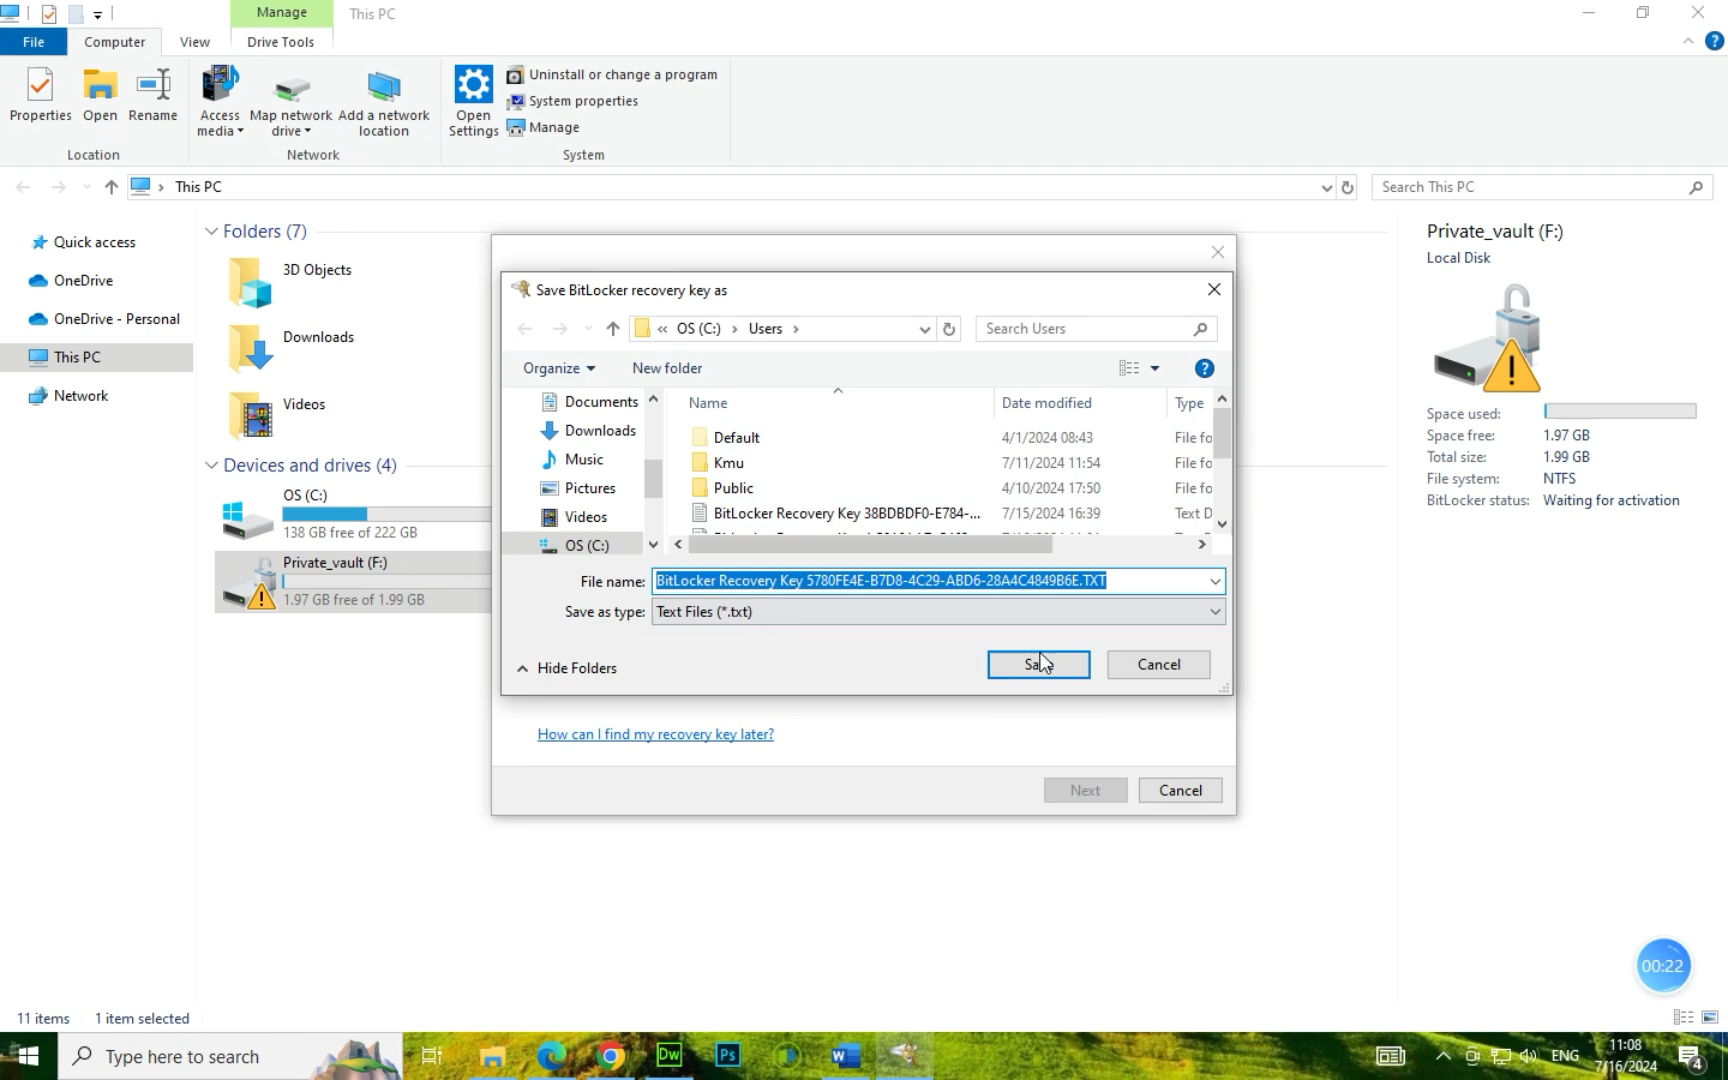 Manage
This PC
File
Computer
View
Drive Tools
?
Properties
Open
Rename
Access media
Map network drive
Add a network location
Open Settings
Uninstall or change a program
System properties
Manage
Location
Network
System
This PC
Search This PC
Quick access
OneDrive
OneDrive - Personal
This PC
Network
Folders (7)
3D Objects
Downloads
Videos
Devices and drives (4)
OS (C:)
138 GB free of 222 GB
Private_vault (F:)
1.97 GB free of 1.99 GB
Save BitLocker recovery key as
« OS (C:) › Users ›
Search Users
Organize
New folder
?
Documents
Downloads
Music
Pictures
Videos
OS (C:)
Name Date modified Type
Default 4/1/2024 08:43 File fo
Kmu 7/11/2024 11:54 File fo
Public 4/10/2024 17:50 File fo
BitLocker Recovery Key 38BDBDF0-E784-... 7/15/2024 16:39 Text D
File name: BitLocker Recovery Key 5780FE4E-B7D8-4C29-ABD6-28A4C4849B6E.TXT
Save as type: Text Files (*.txt)
Hide Folders
Save
Cancel
How can I find my recovery key later?
Next
Cancel
Private_vault (F:)
Local Disk
Space used:
Space free: 1.97 GB
Total size: 1.99 GB
File system: NTFS
BitLocker status: Waiting for activation
00:22
11 items 1 item selected
Type here to search
Dw
Ps
W
ENG
11:08
7/16/2024
4